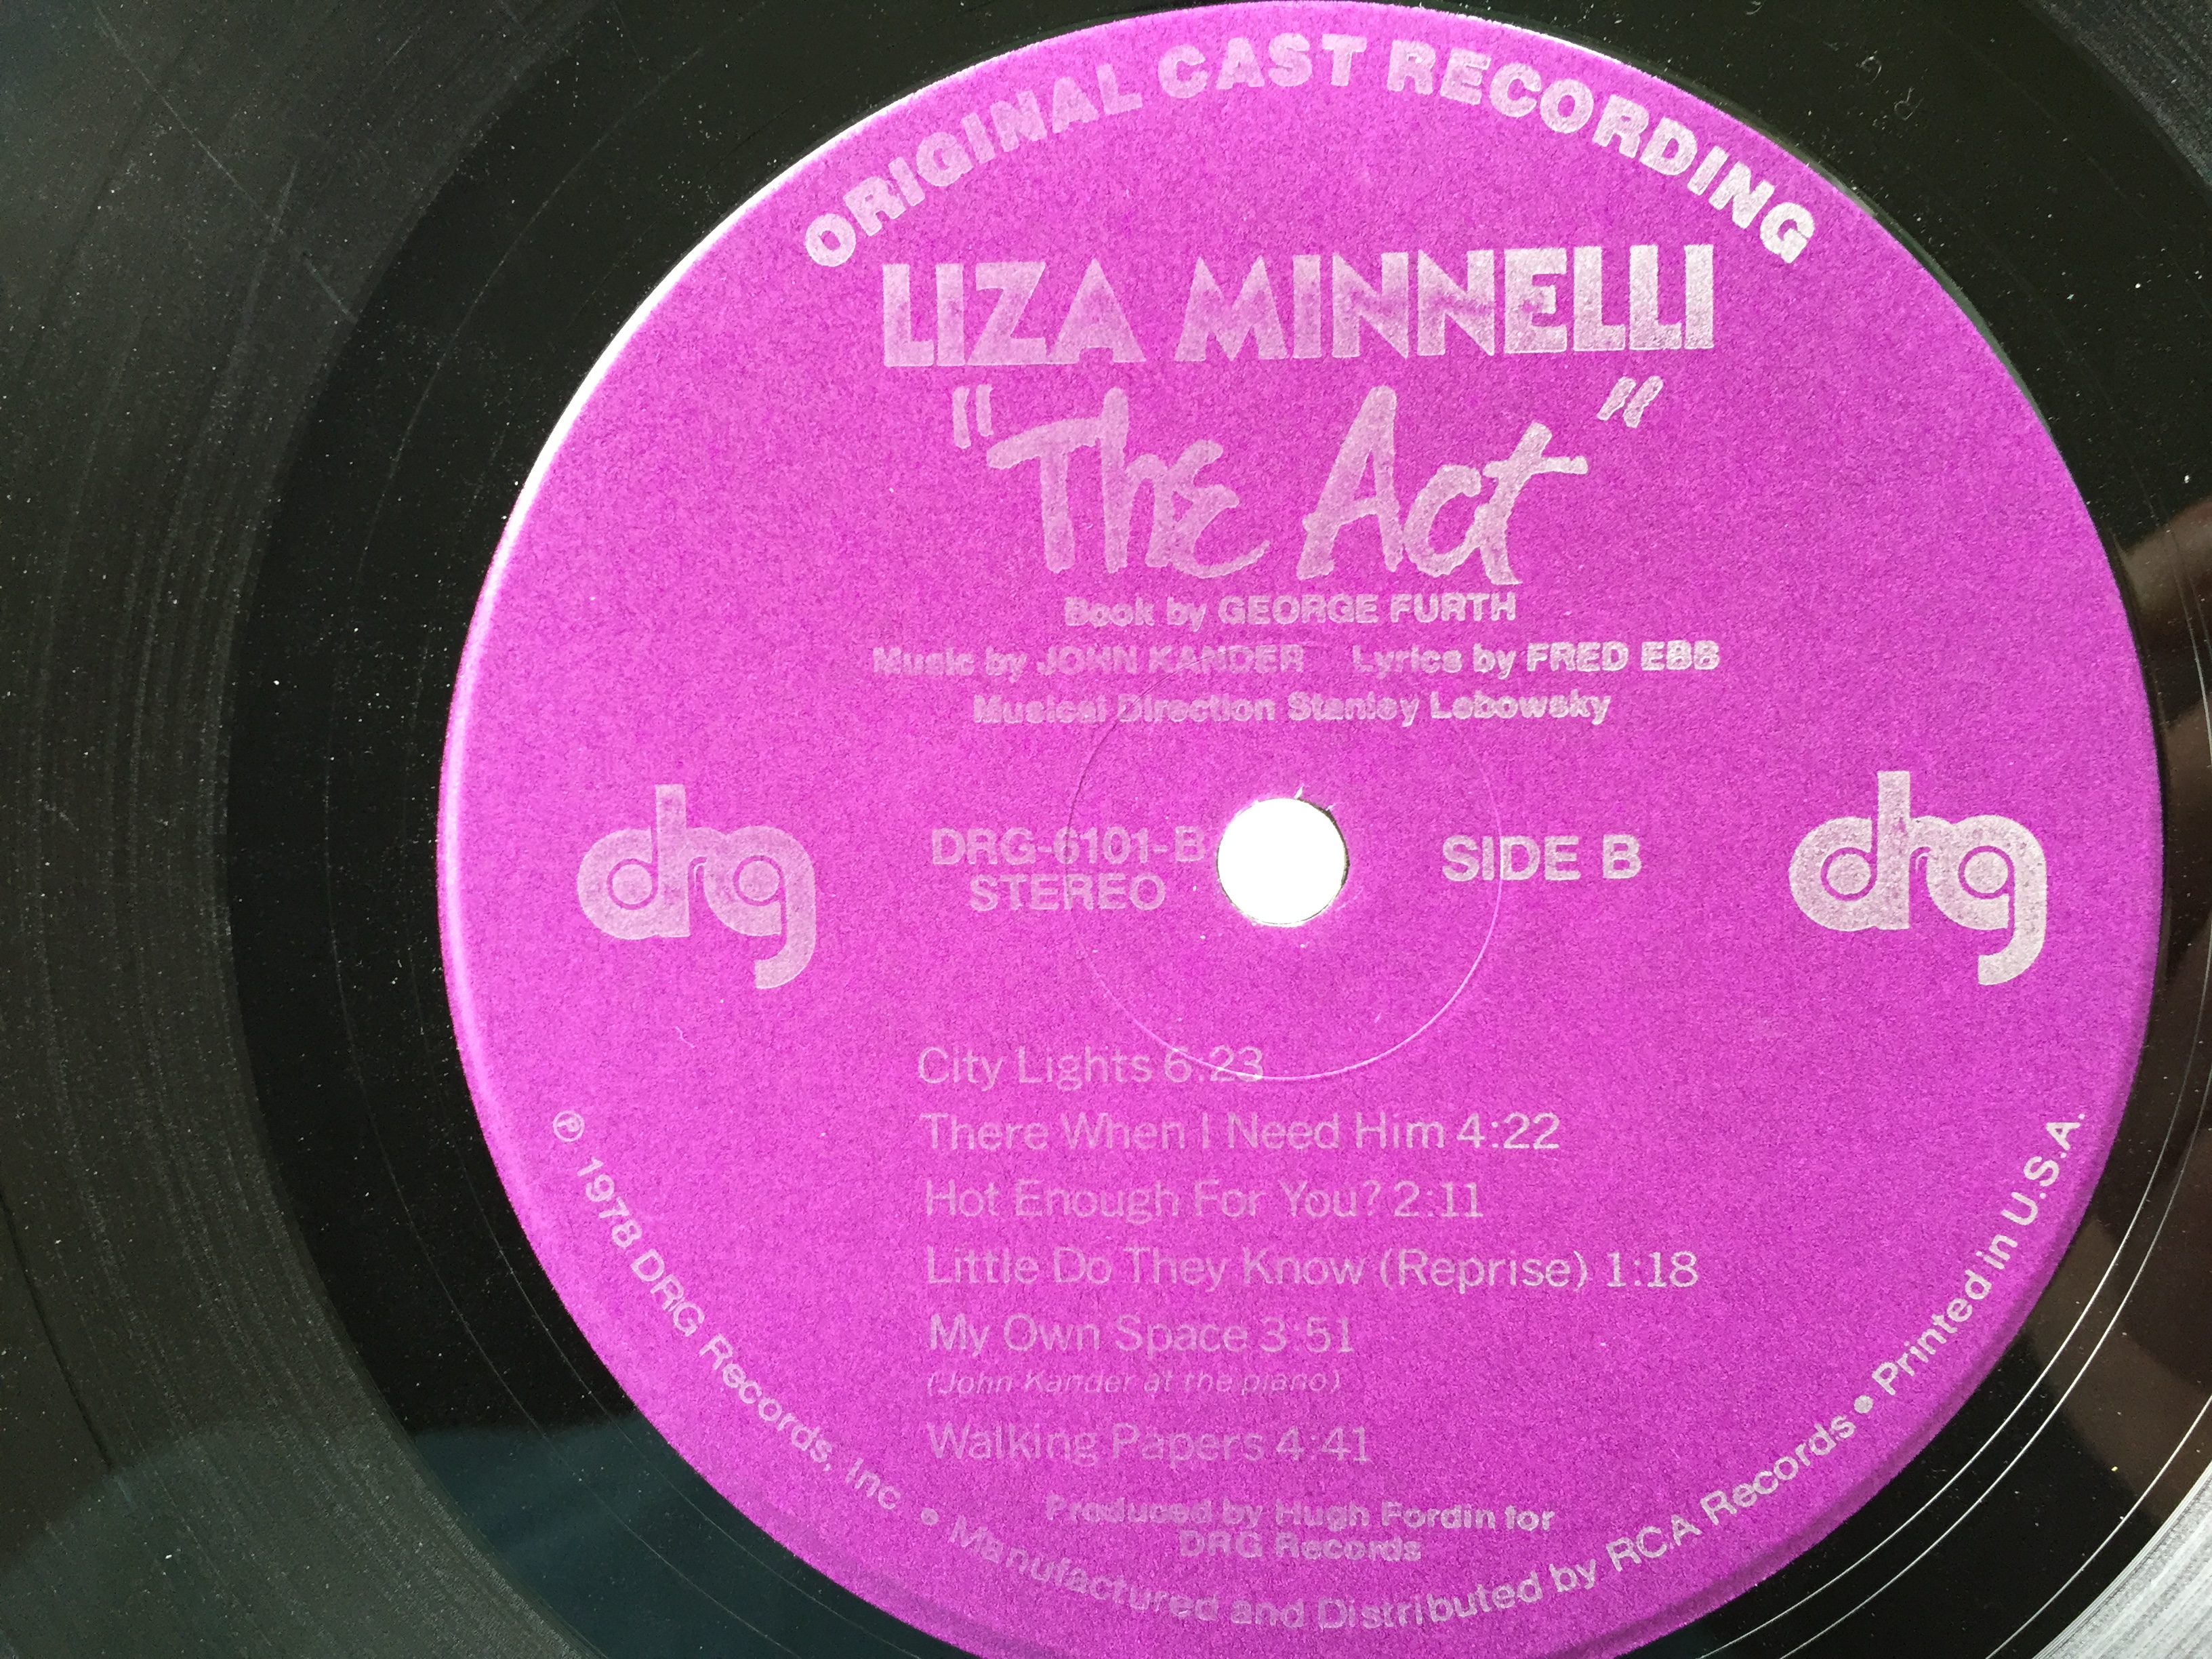 ORIGINAL CAST RECORDING
LIZA MINNELLI
"The Act"
Book by GEORGE FURTH
Music by JOHN KANDER Lyrics by FRED EBB
Musical Direction Stanley Lebowsky
drg
DRG-6101-B
STEREO
SIDE B
drg
City Lights 6:23
There When I Need Him 4:22
Hot Enough For You? 2:11
Little Do They Know (Reprise) 1:18
My Own Space 3:51
(John Kander at the piano)
Walking Papers 4:41
Produced by Hugh Fordin for
DRG Records
℗ 1978 DRG Records, Inc. • Manufactured and Distributed by RCA Records • Printed in U.S.A.